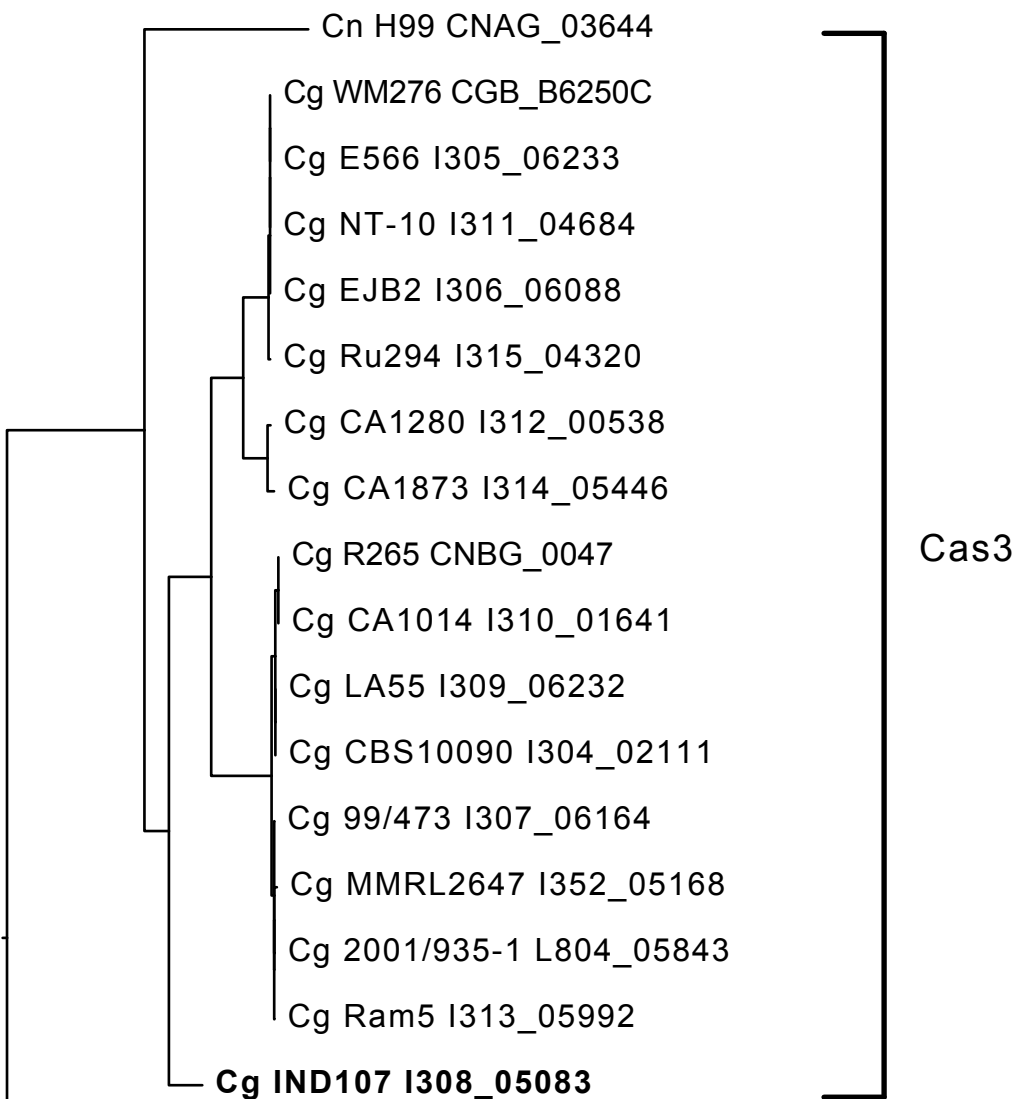 Cn H99 CNAG_03644
Cg WM276 CGB_B6250C
Cg E566 I305_06233
Cg NT-10 I311_04684
Cg EJB2 I306_06088
Cg Ru294 I315_04320
Cg CA1280 I312_00538
Cg CA1873 I314_05446
Cg R265 CNBG_0047
Cas3
Cg CA1014 I310_01641
Cg LA55 I309_06232
Cg CBS10090 I304_02111
Cg 99/473 I307_06164
Cg MMRL2647 I352_05168
Cg 2001/935-1 L804_05843
Cg Ram5 I313_05992
Cg IND107 I308_05083